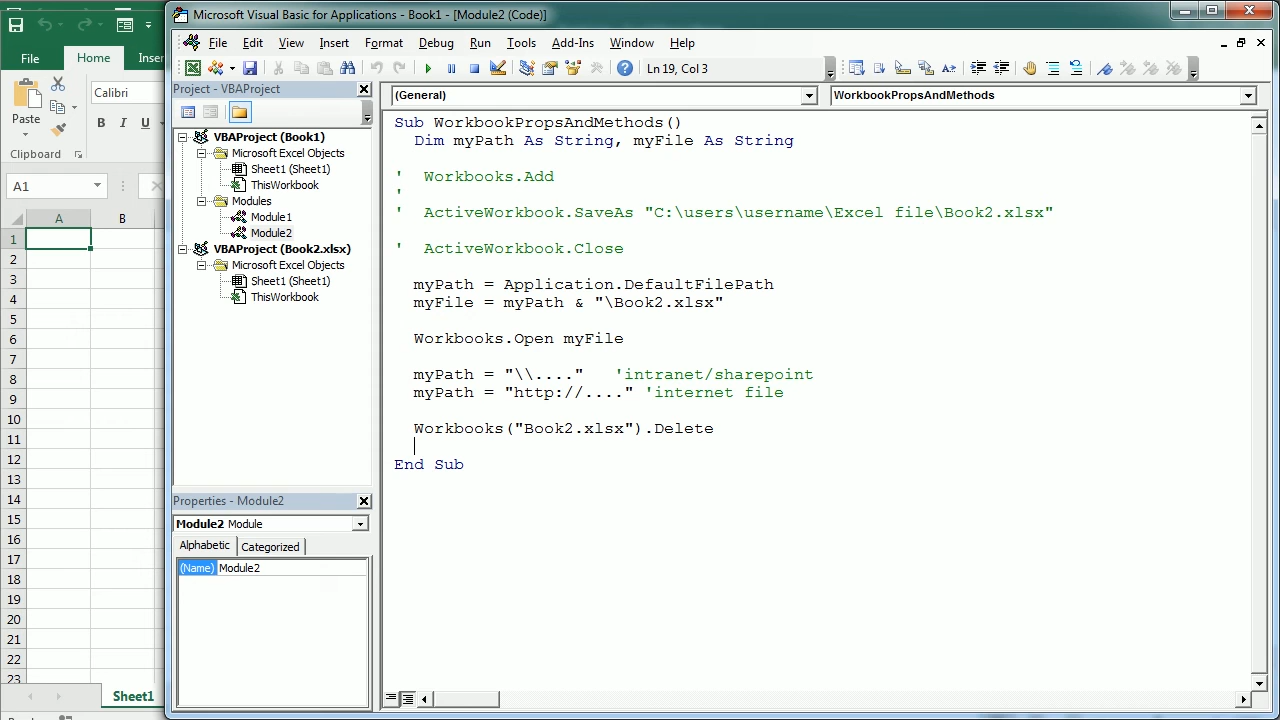 Microsoft Visual Basic for Applications - Book1 - [Module2 (Code)]
File Edit View Insert Format Debug Run Tools Add-Ins Window Help
Ln 19, Col 3
File Home Inser
Calibri
Paste
B I U
Clipboard
A1
A B
1
2
3
4
5
6
7
8
9
10
11
12
13
14
15
16
17
18
19
20
21
22
23
Sheet1
Project - VBAProject
VBAProject (Book1)
Microsoft Excel Objects
Sheet1 (Sheet1)
ThisWorkbook
Modules
Module1
Module2
VBAProject (Book2.xlsx)
Microsoft Excel Objects
Sheet1 (Sheet1)
ThisWorkbook
Properties - Module2
Module2 Module
Alphabetic Categorized
(Name) Module2
(General) WorkbookPropsAndMethods
Sub WorkbookPropsAndMethods()
Dim myPath As String, myFile As String
' Workbooks.Add
'
' ActiveWorkbook.SaveAs "C:\users\username\Excel file\Book2.xlsx"
' ActiveWorkbook.Close
myPath = Application.DefaultFilePath
myFile = myPath & "\Book2.xlsx"
Workbooks.Open myFile
myPath = "\\...." 'intranet/sharepoint
myPath = "http://...." 'internet file
Workbooks("Book2.xlsx").Delete
End Sub